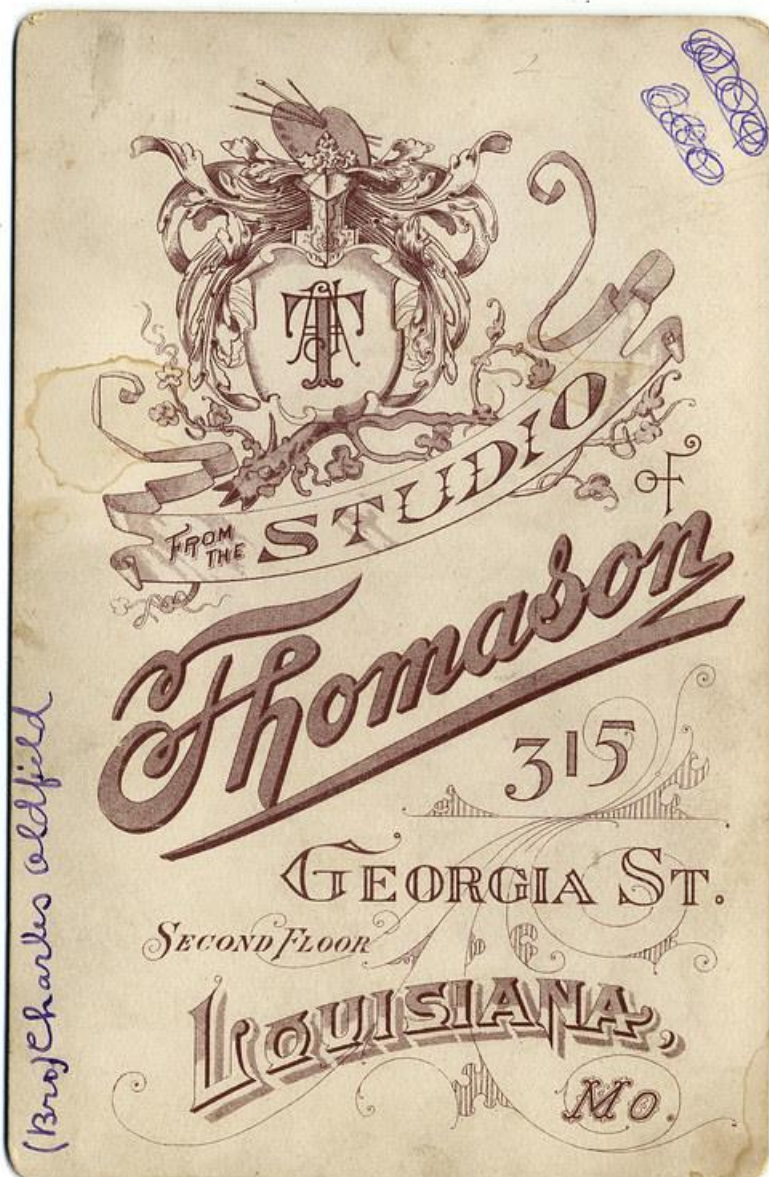 FROM THE STUDIO
OF
Thomason
315
GEORGIA ST.
SECOND FLOOR
LOUISIANA,
Mo.
(Bro) Charles Oldfield